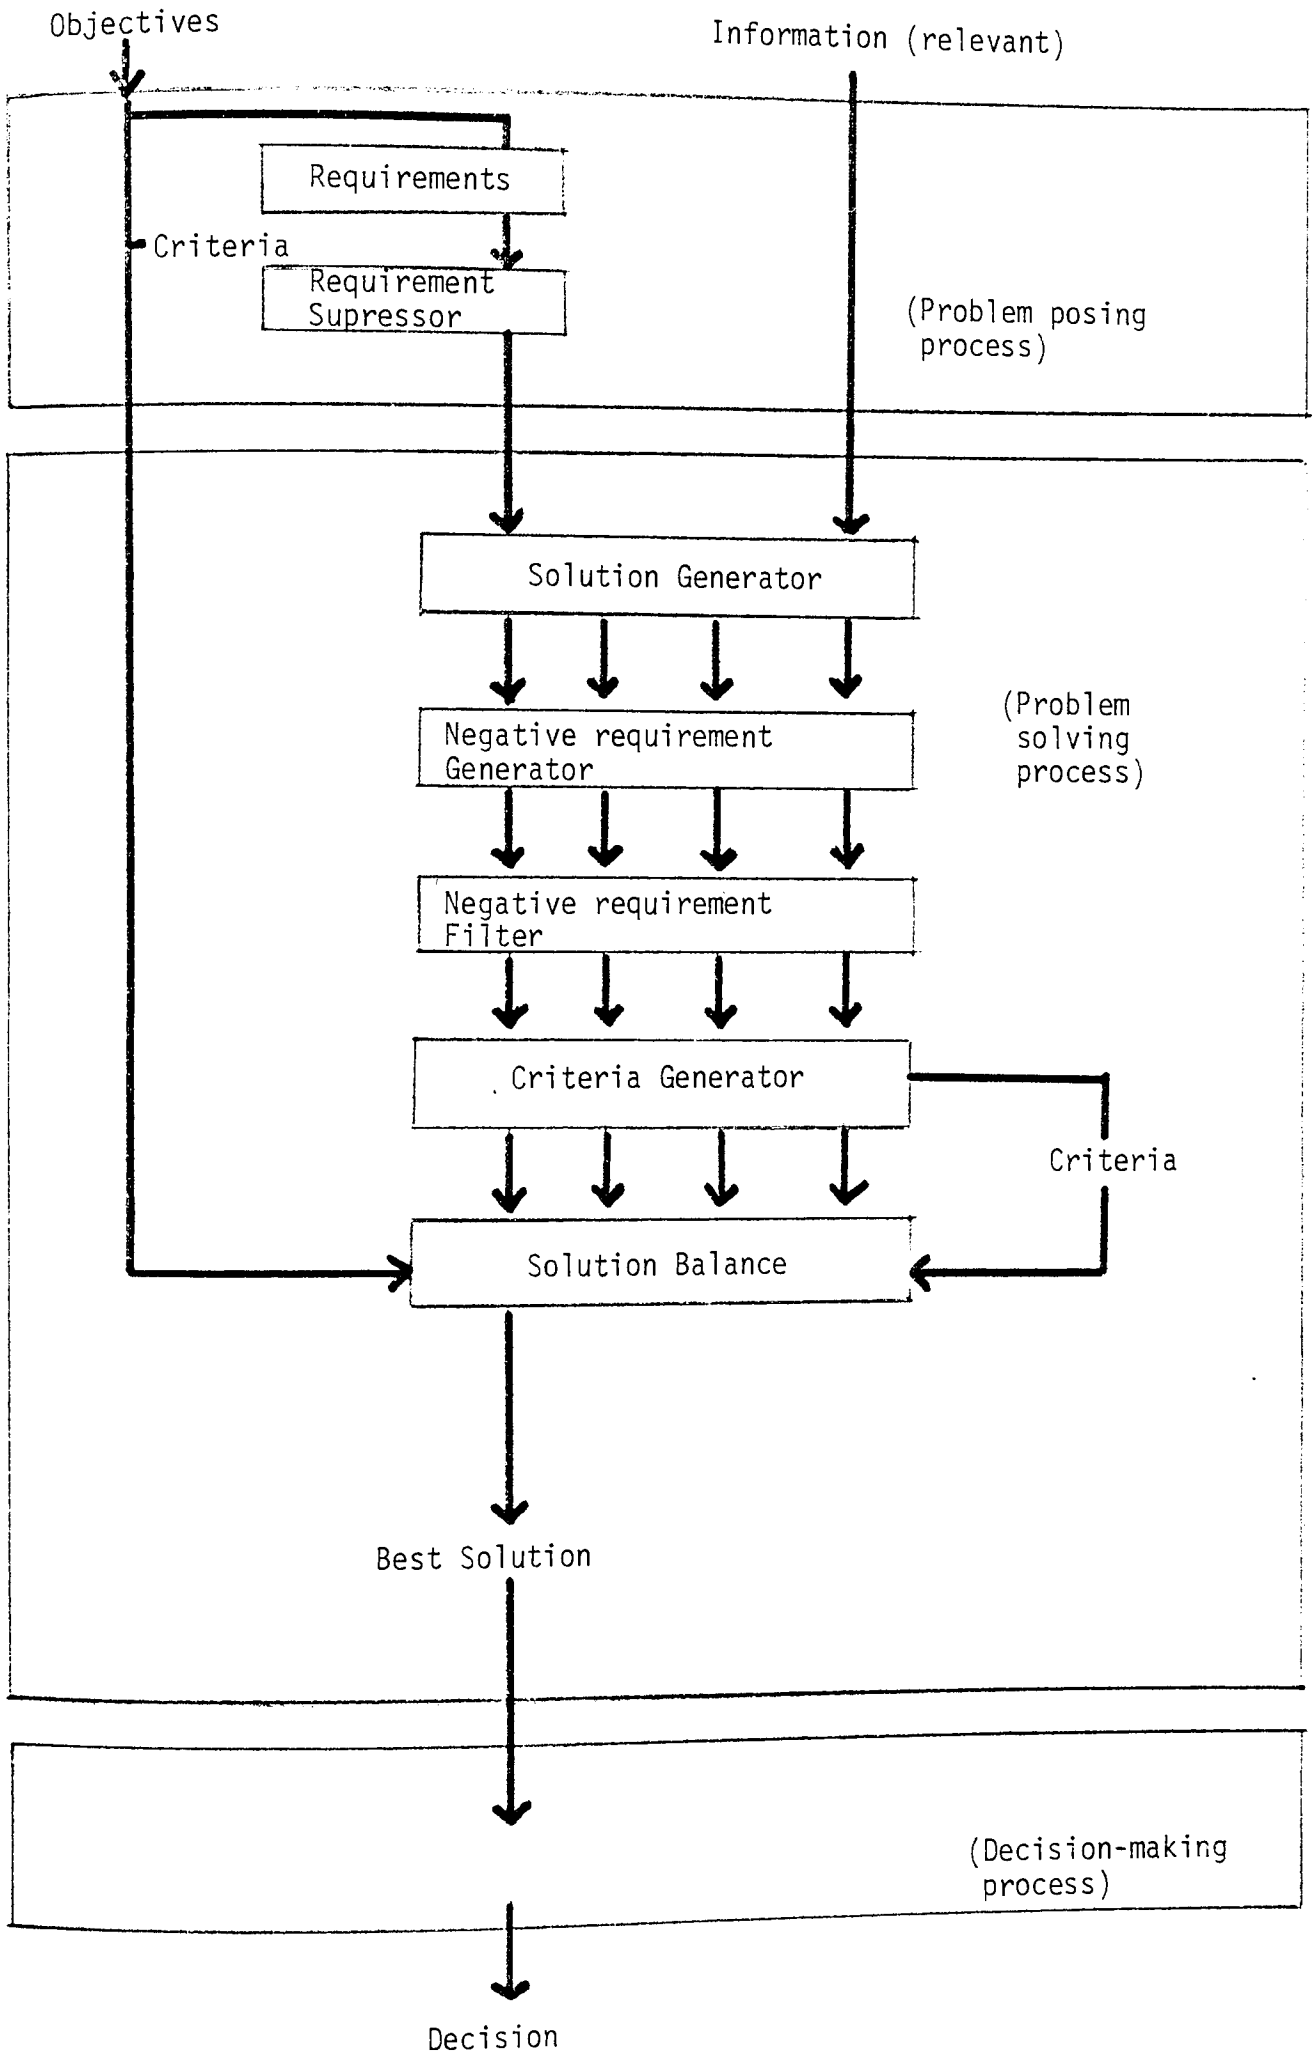 Objectives
Information (relevant)
Requirements
Criteria
Requirement
Supressor
(Problem posing
process)
Solution Generator
(Problem
solving
process)
Negative requirement
Generator
Negative requirement
Filter
Criteria Generator
Criteria
Solution Balance
Best Solution
(Decision-making
process)
Decision